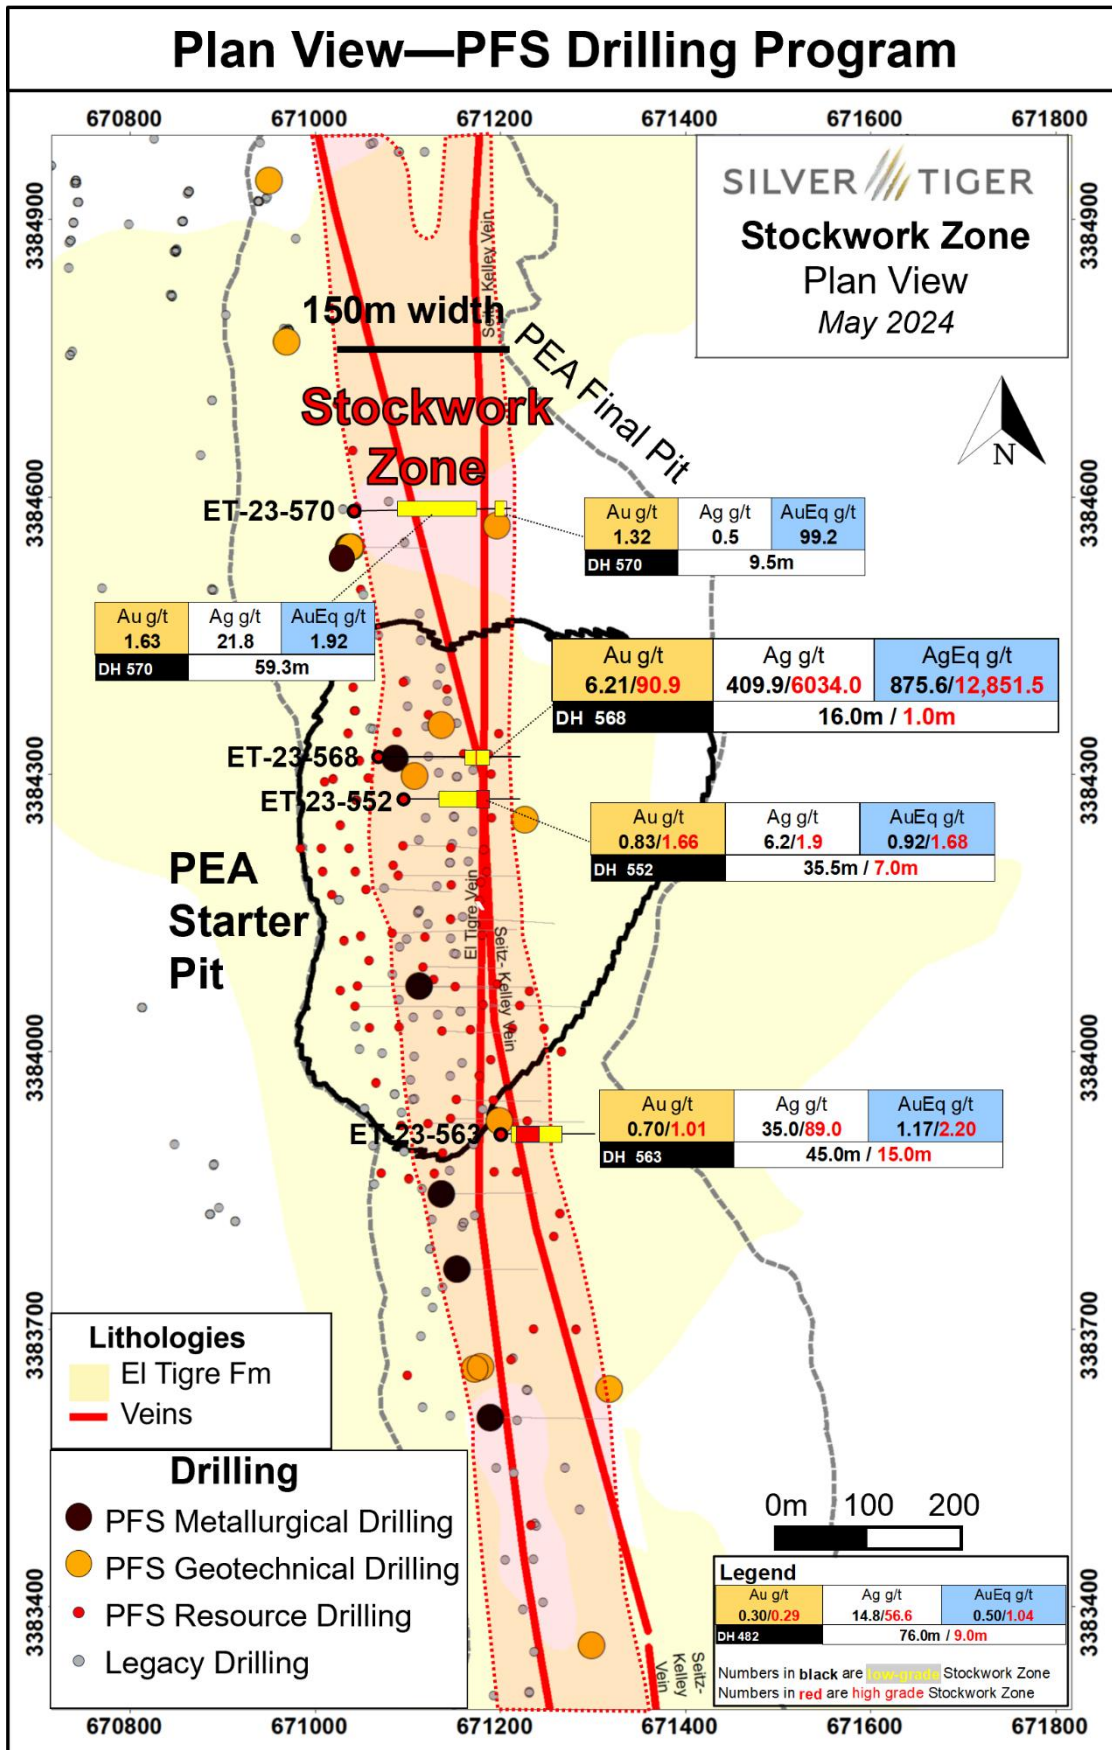 Plan View—PFS Drilling Program
670800 671000 671200 671400 671600 671800
SILVER TIGER
Stockwork Zone
Plan View
May 2024
3384900
3384900
Seitz Kelley Vein
150m width
PEA Final Pit
Stockwork
Zone
N
3384600
3384600
ET-23-570
Au g/t Ag g/t AuEq g/t
1.32 0.5 99.2
DH 570 9.5m
Au g/t Ag g/t AuEq g/t
1.63 21.8 1.92
DH 570 59.3m
Au g/t Ag g/t AgEq g/t
6.21/90.9 409.9/6034.0 875.6/12,851.5
DH 568 16.0m / 1.0m
3384300
3384300
ET-23-568
ET-23-552
Au g/t Ag g/t AuEq g/t
0.83/1.66 6.2/1.9 0.92/1.68
DH 552 35.5m / 7.0m
PEA
Starter
Pit
El Tigre Vein
Seitz- Kelley Vein
3384000
3384000
ET-23-563
Au g/t Ag g/t AuEq g/t
0.70/1.01 35.0/89.0 1.17/2.20
DH 563 45.0m / 15.0m
3383700
3383700
Lithologies
El Tigre Fm
Veins
Drilling
PFS Metallurgical Drilling
PFS Geotechnical Drilling
PFS Resource Drilling
Legacy Drilling
0m 100 200
3383400
3383400
Seitz-
Kelley
Vein
Legend
Au g/t Ag g/t AuEq g/t
0.30/0.29 14.8/56.6 0.50/1.04
DH 482 76.0m / 9.0m
Numbers in black are low-grade Stockwork Zone
Numbers in red are high grade Stockwork Zone
670800 671000 671200 671400 671600 671800